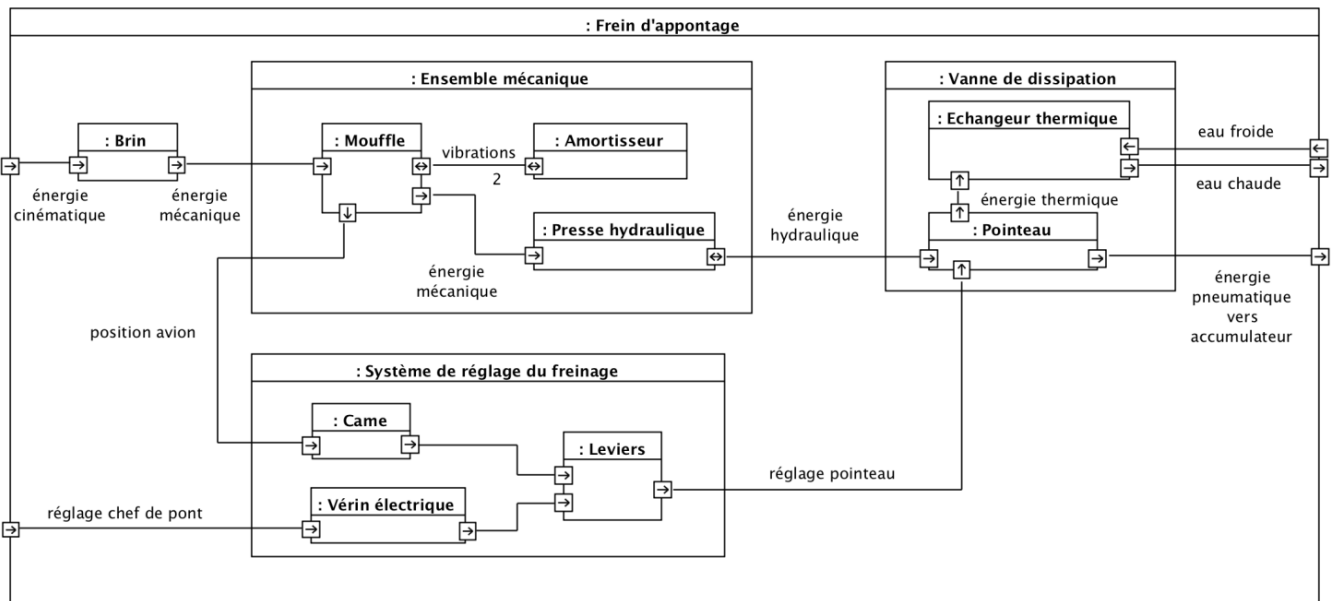 : Frein d'appontage
: Ensemble mécanique
: Vanne de dissipation
: Brin
: Mouffle
: Amortisseur
: Echangeur thermique
vibrations
2
eau froide
eau chaude
énergie
cinématique
énergie
mécanique
énergie thermique
: Presse hydraulique
énergie
hydraulique
: Pointeau
énergie
mécanique
énergie
pneumatique
vers
accumulateur
position avion
: Système de réglage du freinage
: Came
: Leviers
réglage pointeau
: Vérin électrique
réglage chef de pont